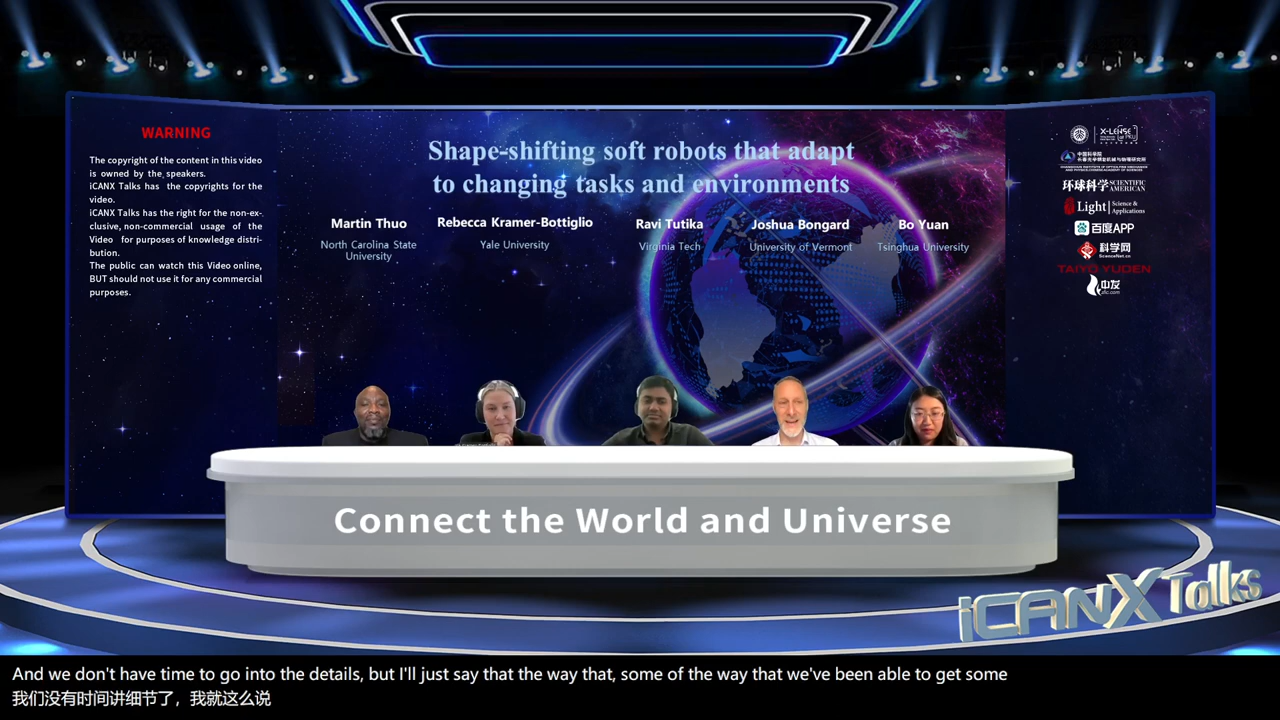 WARNING
The copyright of the content in this video
is owned by the speakers.
iCANX Talks has the copyrights for the
video.
iCANX Talks has the right for the non-ex-
clusive, non-commercial usage of the
Video for purposes of knowledge distri-
bution.
The public can watch this Video online,
BUT should not use it for any commercial
purposes.
Shape-shifting soft robots that adapt
to changing tasks and environments
Martin Thuo
North Carolina State
University
Rebecca Kramer-Bottiglio
Yale University
Ravi Tutika
Virginia Tech
Joshua Bongard
University of Vermont
Bo Yuan
Tsinghua University
X-LENSE
中国科学院
环球科学 SCIENTIFIC
AMERICAN
Light Science &
Applications
百度APP
科学网
ScienceNet.cn
TAIYO YUDEN
Connect the World and Universe
iCANX Talks
And we don't have time to go into the details, but I'll just say that the way that, some of the way that we've been able to get some
我们没有时间讲细节了，我就这么说